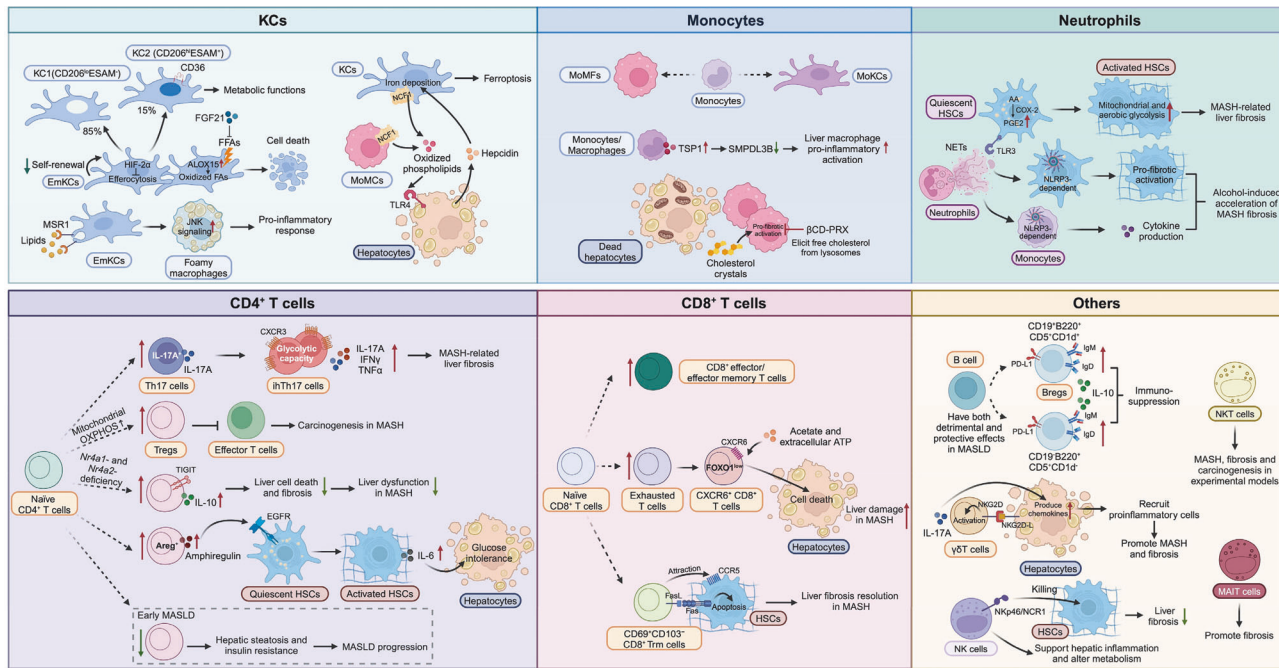 KCs
KC2 (CD206hiESAM+)
CD36
KC1(CD206loESAM-)
Metabolic functions
15%
85%
FGF21
FFAs
Cell death
Self-renewal
EmKCs
HIF-2α
Efferocytosis
ALOX15
Oxidized FAs
MSR1
Lipids
EmKCs
JNK
signaling
Foamy
macrophages
Pro-inflammatory
response
KCs
Iron deposition
NCF1
Ferroptosis
NCF1
MoMCs
Oxidized
phospholipids
Hepcidin
TLR4
Hepatocytes
Monocytes
MoMFs
Monocytes
MoKCs
Monocytes/
Macrophages
TSP1
SMPDL3B
Liver macrophage
pro-inflammatory
activation
Dead
hepatocytes
Cholesterol
crystals
Pro-fibrotic
activation
βCD-PRX
Elicit free cholesterol
from lysosomes
Neutrophils
Quiescent
HSCs
AA
COX-2
PGE2
TLR3
Activated HSCs
Mitochondrial and
aerobic glycolysis
MASH-related
liver fibrosis
NETs
Neutrophils
NLRP3-
dependent
Pro-fibrotic
activation
NLRP3-
dependent
Monocytes
Cytokine
production
Alcohol-induced
acceleration of
MASH fibrosis
CD4+ T cells
Naïve
CD4+ T cells
IL-17A+
IL-17A
Th17 cells
CXCR3
Glycolytic
capacity
ihTh17 cells
IL-17A
IFNγ
TNFα
MASH-related
liver fibrosis
Mitochondrial
OXPHOS↑
Tregs
Effector T cells
Carcinogenesis in MASH
Nr4a1- and
Nr4a2-
deficiency
TIGIT
IL-10
Liver cell death
and fibrosis
Liver dysfunction
in MASH
Areg+
Amphiregulin
EGFR
Quiescent HSCs
Activated HSCs
IL-6
Glucose
intolerance
Hepatocytes
Early MASLD
Hepatic steatosis and
insulin resistance
MASLD progression
CD8+ T cells
CD8+ effector/
effector memory T cells
Naïve
CD8+ T cells
Exhausted
T cells
CXCR6
FOXO1low
CXCR6+ CD8+
T cells
Acetate and
extracellular ATP
Cell death
Hepatocytes
Liver damage
in MASH
Attraction
CCR5
FasL
Fas
Apoptosis
HSCs
CD69+CD103-
CD8+ Trm cells
Liver fibrosis resolution
in MASH
Others
B cell
Have both
detrimental and
protective effects
in MASLD
CD19+B220+
CD5+CD1d+
PD-L1
IgM
IgD
Bregs
IL-10
PD-L1
IgM
IgD
CD19-B220+
CD5+CD1d-
Immuno-
suppression
NKT cells
MASH, fibrosis and
carcinogenesis in
experimental models
IL-17A
Activation
NKG2D
NKG2D-L
γδT cells
Produce
chemokines
Hepatocytes
Recruit
proinflammatory cells
Promote MASH
and fibrosis
MAIT cells
Promote fibrosis
NKp46/NCR1
NK cells
Killing
HSCs
Liver
fibrosis
Support hepatic inflammation
and alter metabolism